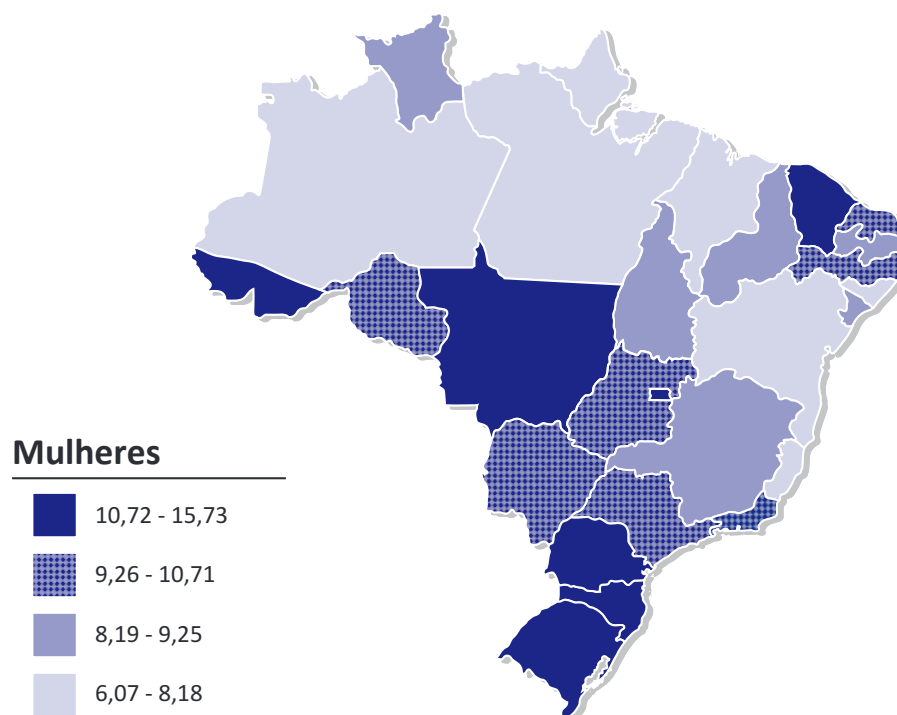 Mulheres
10,72 - 15,73
9,26 - 10,71
8,19 - 9,25
6,07 - 8,18